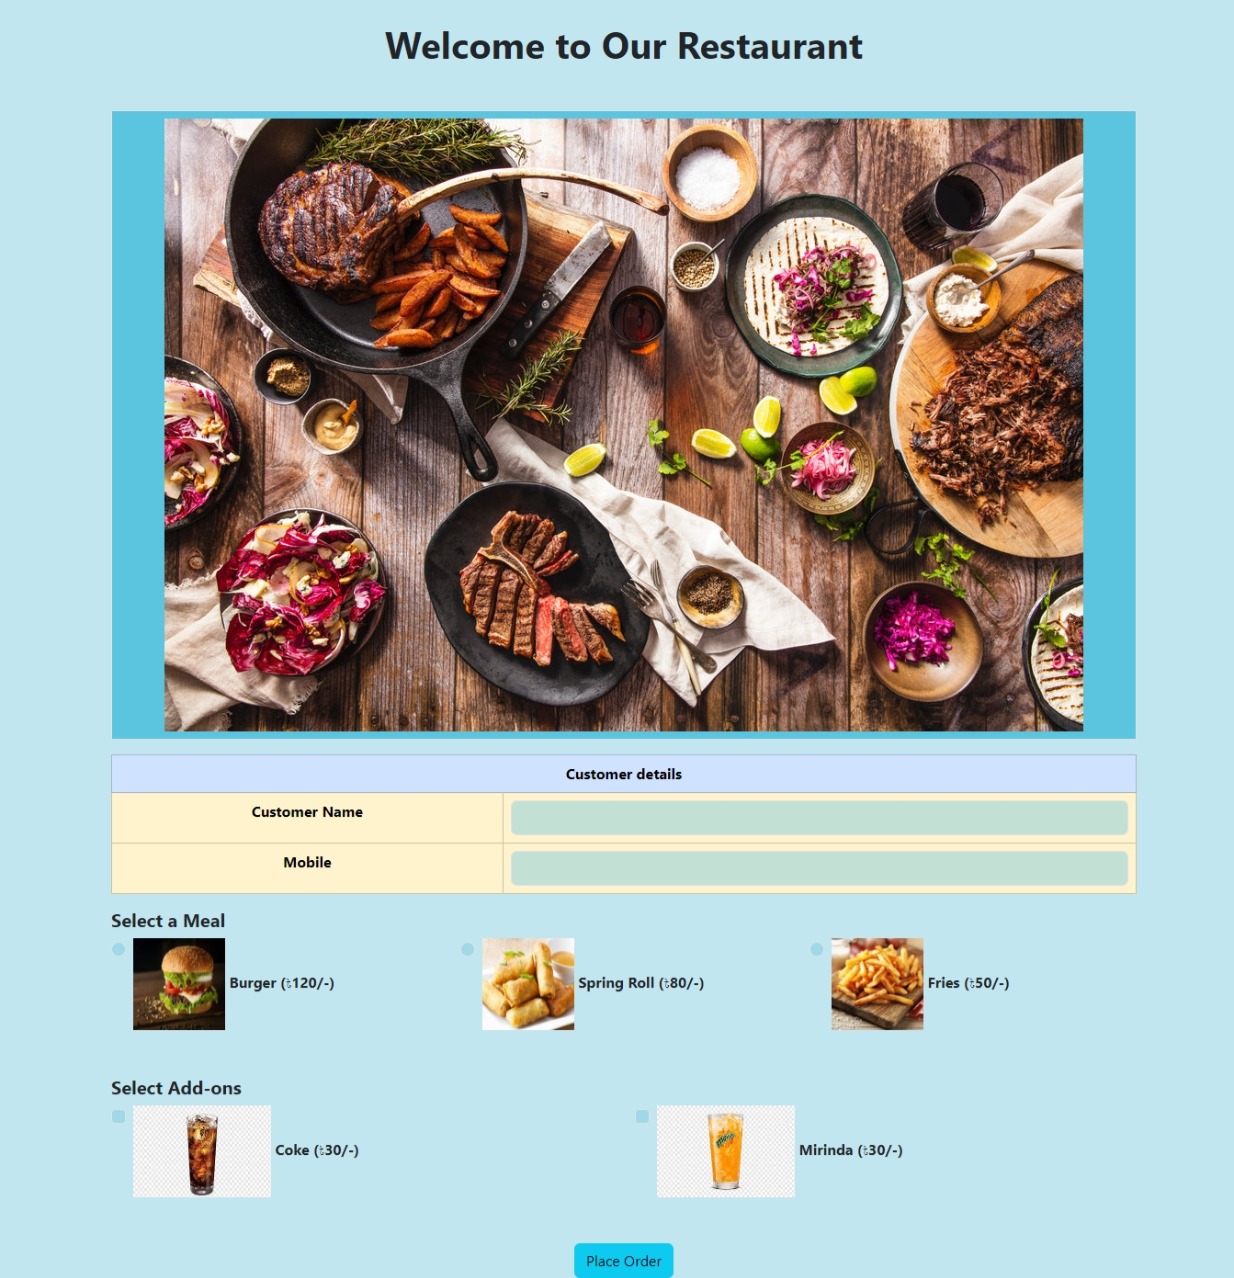 Welcome to Our Restaurant
Customer details
Customer Name
Mobile
Select a Meal
Burger (৳120/-)
Spring Roll (৳80/-)
Fries (৳50/-)
Select Add-ons
Coke (৳30/-)
Mirinda (৳30/-)
Place Order